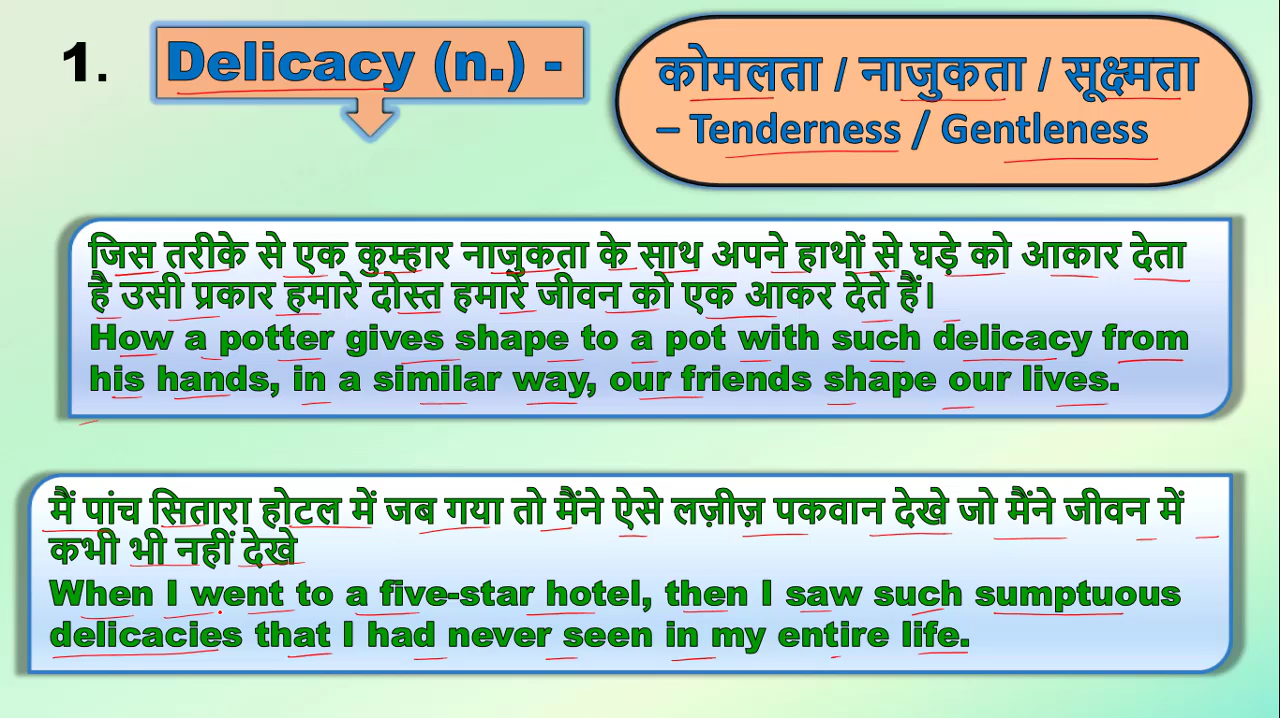 1. Delicacy (n.) -
कोमलता / नाजुकता / सूक्ष्मता
– Tenderness / Gentleness
जिस तरीके से एक कुम्हार नाजुकता के साथ अपने हाथों से घड़े को आकार देता
है उसी प्रकार हमारे दोस्त हमारे जीवन को एक आकर देते हैं।
How a potter gives shape to a pot with such delicacy from
his hands, in a similar way, our friends shape our lives.
मैं पांच सितारा होटल में जब गया तो मैंने ऐसे लज़ीज़ पकवान देखे जो मैंने जीवन में
कभी भी नहीं देखे
When I went to a five-star hotel, then I saw such sumptuous
delicacies that I had never seen in my entire life.